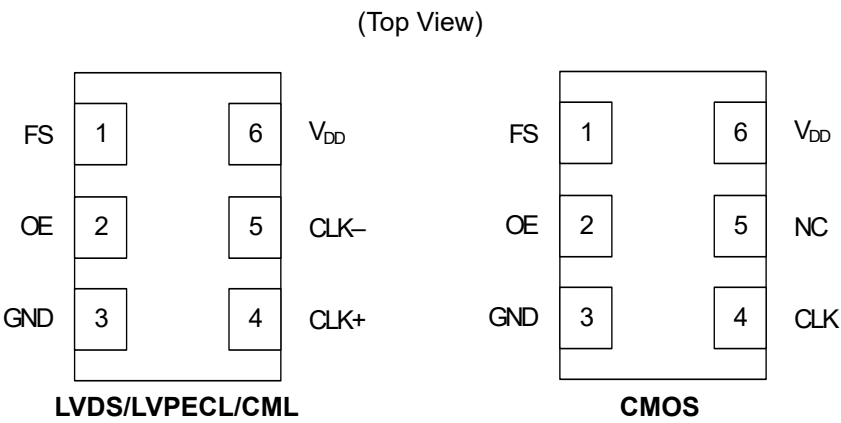 (Top View)
FS 1 6 VDD
OE 2 5 CLK–
GND 3 4 CLK+
LVDS/LVPECL/CML
FS 1 6 VDD
OE 2 5 NC
GND 3 4 CLK
CMOS